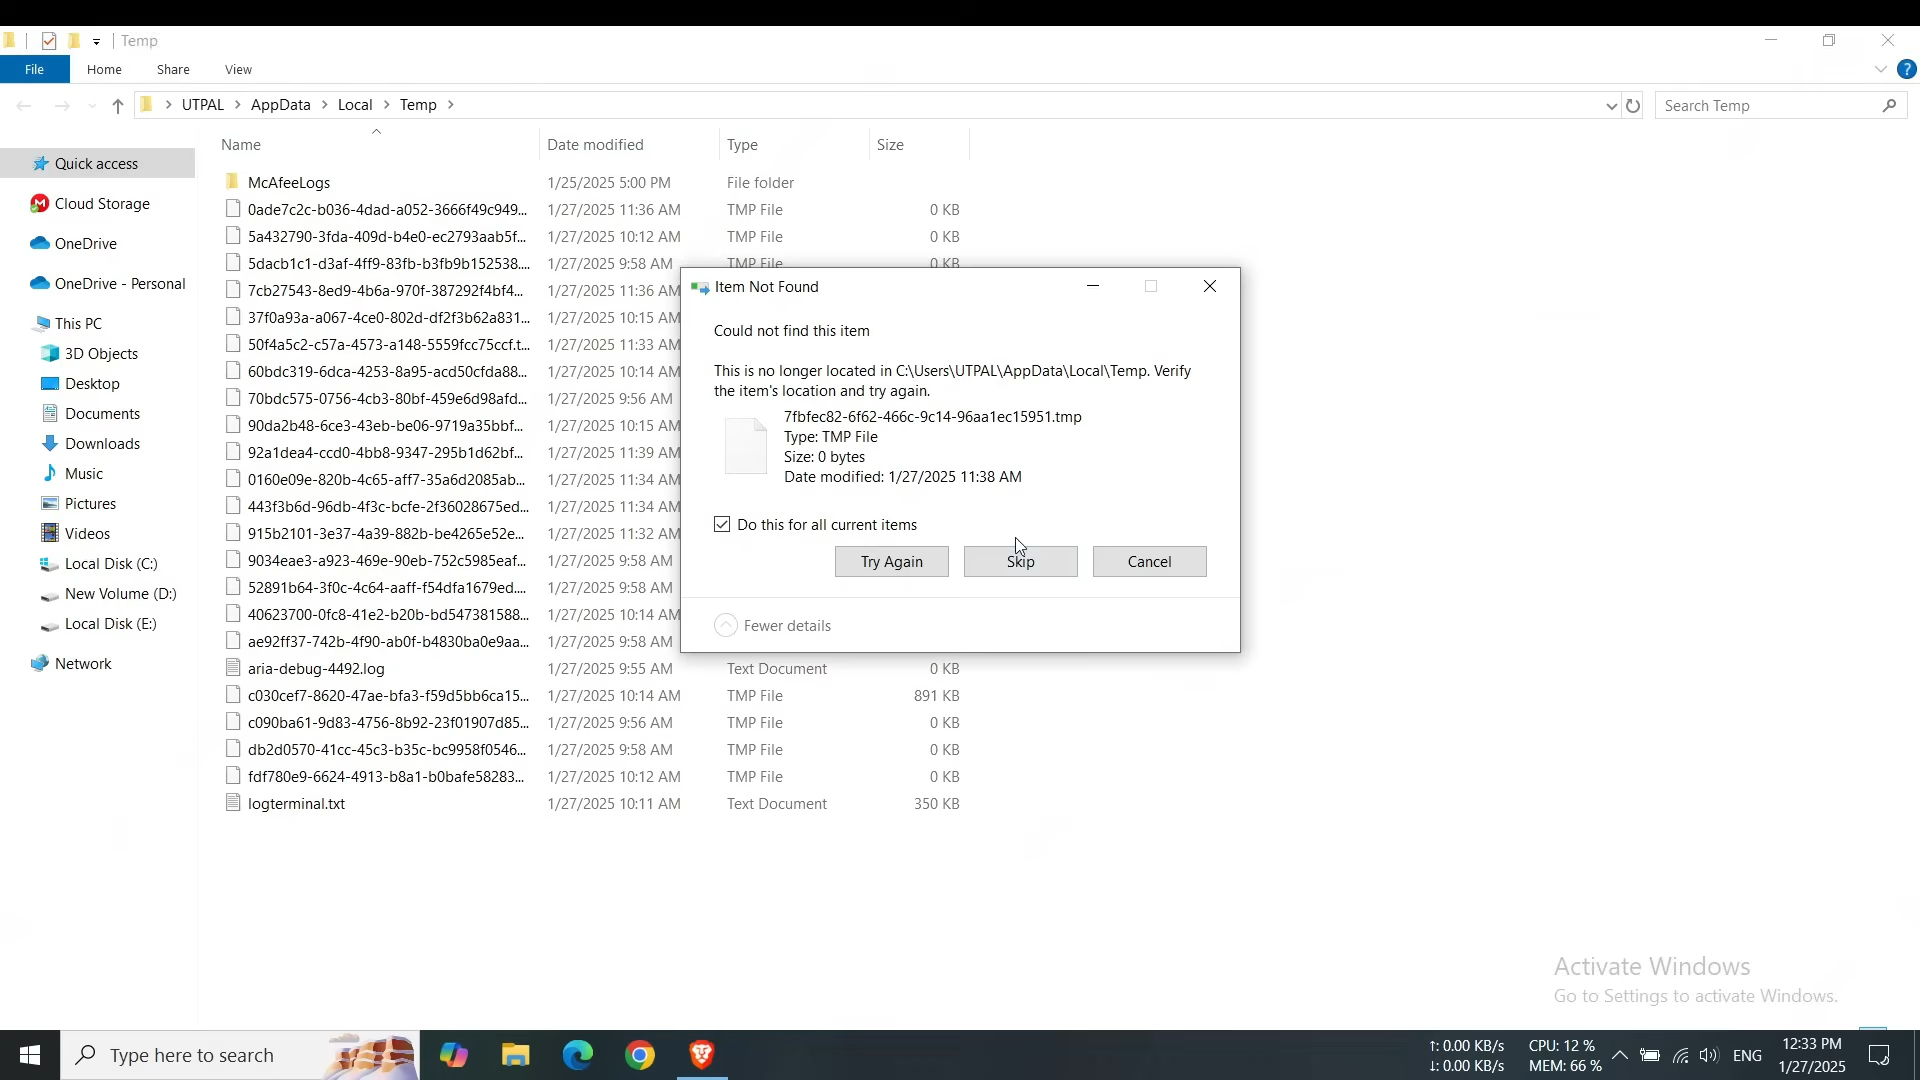 Temp
File Home Share View
UTPAL > AppData > Local > Temp >
Search Temp
Name Date modified Type Size
Quick access
Cloud Storage
OneDrive
OneDrive - Personal
This PC
3D Objects
Desktop
Documents
Downloads
Music
Pictures
Videos
Local Disk (C:)
New Volume (D:)
Local Disk (E:)
Network
McAfeeLogs 1/25/2025 5:00 PM File folder
0ade7c2c-b036-4dad-a052-3666f49c949... 1/27/2025 11:36 AM TMP File 0 KB
5a432790-3fda-409d-b4e0-ec2793aab5f... 1/27/2025 10:12 AM TMP File 0 KB
5dacb1c1-d3af-4ff9-83fb-b3fb9b152538... 1/27/2025 9:58 AM TMP File 0 KB
7cb27543-8ed9-4b6a-970f-387292f4bf4... 1/27/2025 11:36 AM
37f0a93a-a067-4ce0-802d-df2f3b62a831... 1/27/2025 10:15 AM
50f4a5c2-c57a-4573-a148-5559fcc75ccf.t... 1/27/2025 11:33 AM
60bdc319-6dca-4253-8a95-acd50cfda88... 1/27/2025 10:14 AM
70bdc575-0756-4cb3-80bf-459e6d98afd... 1/27/2025 9:56 AM
90da2b48-6ce3-43eb-be06-9719a35bbf... 1/27/2025 10:15 AM
92a1dea4-ccd0-4bb8-9347-295b1d62bf... 1/27/2025 11:39 AM
0160e09e-820b-4c65-aff7-35a6d2085ab... 1/27/2025 11:34 AM
443f3b6d-96db-4f3c-bcfe-2f36028675ed... 1/27/2025 11:34 AM
915b2101-3e37-4a39-882b-be4265e52e... 1/27/2025 11:32 AM
9034eae3-a923-469e-90eb-752c5985eaf... 1/27/2025 9:58 AM
52891b64-3f0c-4c64-aaff-f54dfa1679ed.... 1/27/2025 9:58 AM
40623700-0fc8-41e2-b20b-bd547381588... 1/27/2025 10:14 AM
ae92ff37-742b-4f90-ab0f-b4830ba0e9aa... 1/27/2025 9:58 AM
aria-debug-4492.log 1/27/2025 9:55 AM Text Document 0 KB
c030cef7-8620-47ae-bfa3-f59d5bb6ca15... 1/27/2025 10:14 AM TMP File 891 KB
c090ba61-9d83-4756-8b92-23f01907d85... 1/27/2025 9:56 AM TMP File 0 KB
db2d0570-41cc-45c3-b35c-bc9958f0546... 1/27/2025 9:58 AM TMP File 0 KB
fdf780e9-6624-4913-b8a1-b0bafe58283... 1/27/2025 10:12 AM TMP File 0 KB
logterminal.txt 1/27/2025 10:11 AM Text Document 350 KB
Item Not Found
Could not find this item
This is no longer located in C:\Users\UTPAL\AppData\Local\Temp. Verify
the item's location and try again.
7fbfec82-6f62-466c-9c14-96aa1ec15951.tmp
Type: TMP File
Size: 0 bytes
Date modified: 1/27/2025 11:38 AM
Do this for all current items
Try Again Skip Cancel
Fewer details
Activate Windows
Go to Settings to activate Windows.
Type here to search
↑: 0.00 KB/s CPU: 12 %
↓: 0.00 KB/s MEM: 66 %
ENG
12:33 PM
1/27/2025